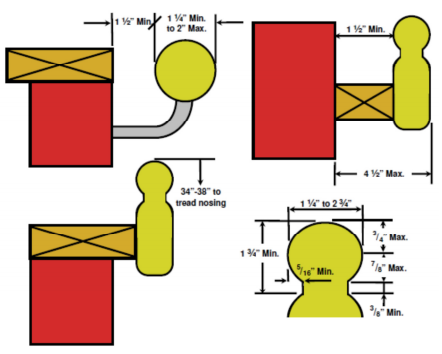 1 ½" Min.
1 ¼" Min.
to 2" Max.
1 ½" Min.
4 ½" Max.
34"-38" to
tread nosing
1 ¼" to 2 ¾"
1 ¾" Min.
5/16" Min.
3/4" Max.
7/8" Max.
3/8" Min.